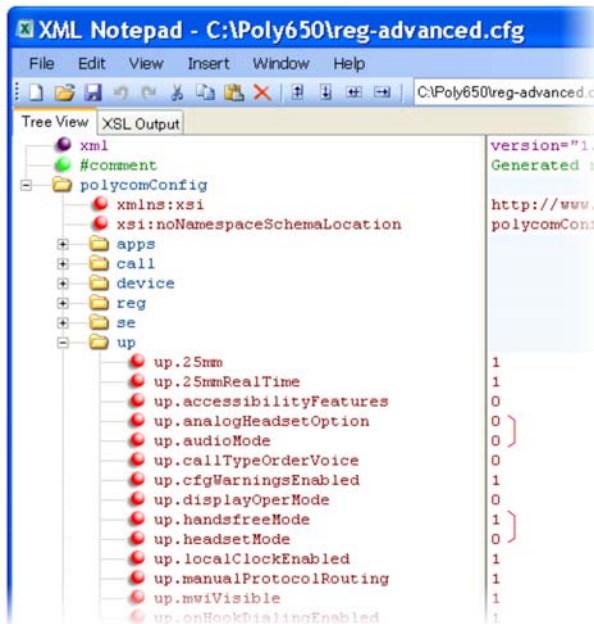 XML Notepad - C:\Poly650\reg-advanced.cfg
File Edit View Insert Window Help
C:\Poly650\reg-advanced.c
Tree View XSL Output
xml version="1.
#comment Generated
polycomConfig
xmlns:xsi http://www.
xsi:noNamespaceSchemaLocation polycomConf
apps
call
device
reg
se
up
up.25mm 1
up.25mmRealTime 1
up.accessibilityFeatures 0
up.analogHeadsetOption 0
up.audioMode 0
up.callTypeOrderVoice 0
up.cfgWarningsEnabled 1
up.displayOperMode 0
up.handsfreeMode 1
up.headsetMode 0
up.localClockEnabled 1
up.manualProtocolRouting 1
up.mwiVisible 1
up.onHookDialingEnabled 1